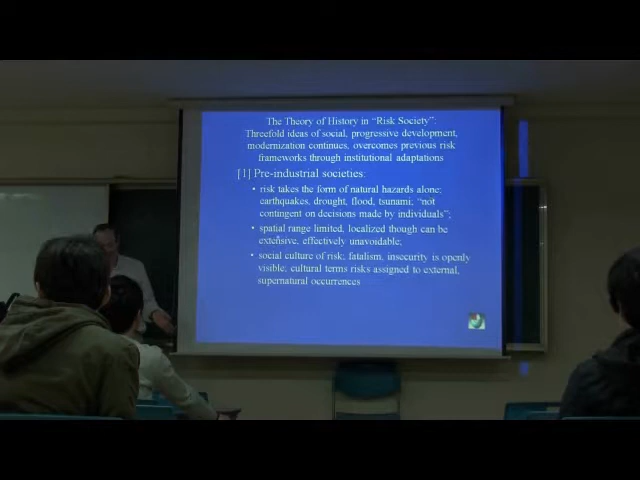 The Theory of History in "Risk Society":
Threefold ideas of social, progressive development,
modernization continues, overcomes previous risk
frameworks through institutional adaptations
[1] Pre-industrial societies:
• risk takes the form of natural hazards alone;
earthquakes, drought, flood, tsunami; "not
contingent on decisions made by individuals";
• spatial range limited, localized though can be
extensive, effectively unavoidable;
• social culture of risk; fatalism, insecurity is openly
visible; cultural terms risks assigned to external,
supernatural occurrences